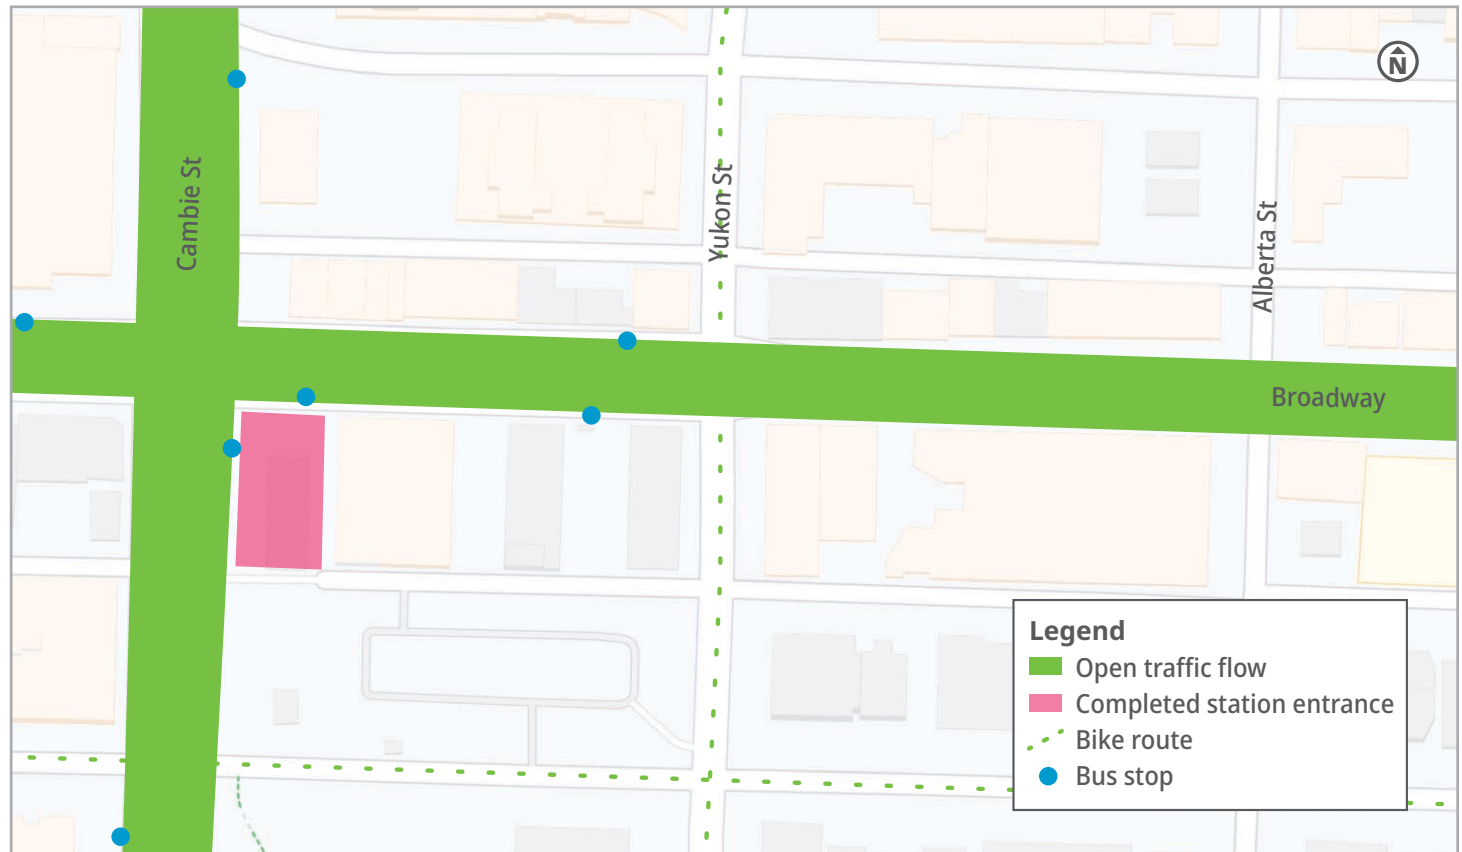 N
Cambie St
Yukon St
Alberta St
Broadway
Legend
Open traffic flow
Completed station entrance
Bike route
Bus stop